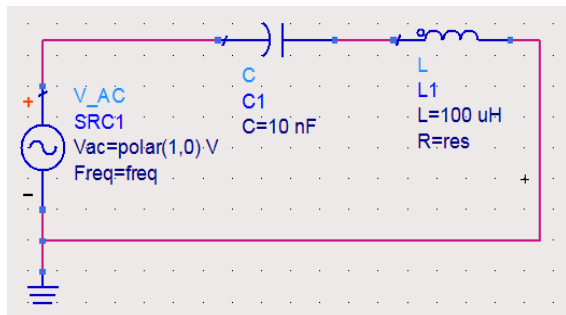 +
V_AC
SRC1
Vac=polar(1,0) V
Freq=freq
-
C
C1
C=10 nF
L
L1
L=100 uH
R=res
+